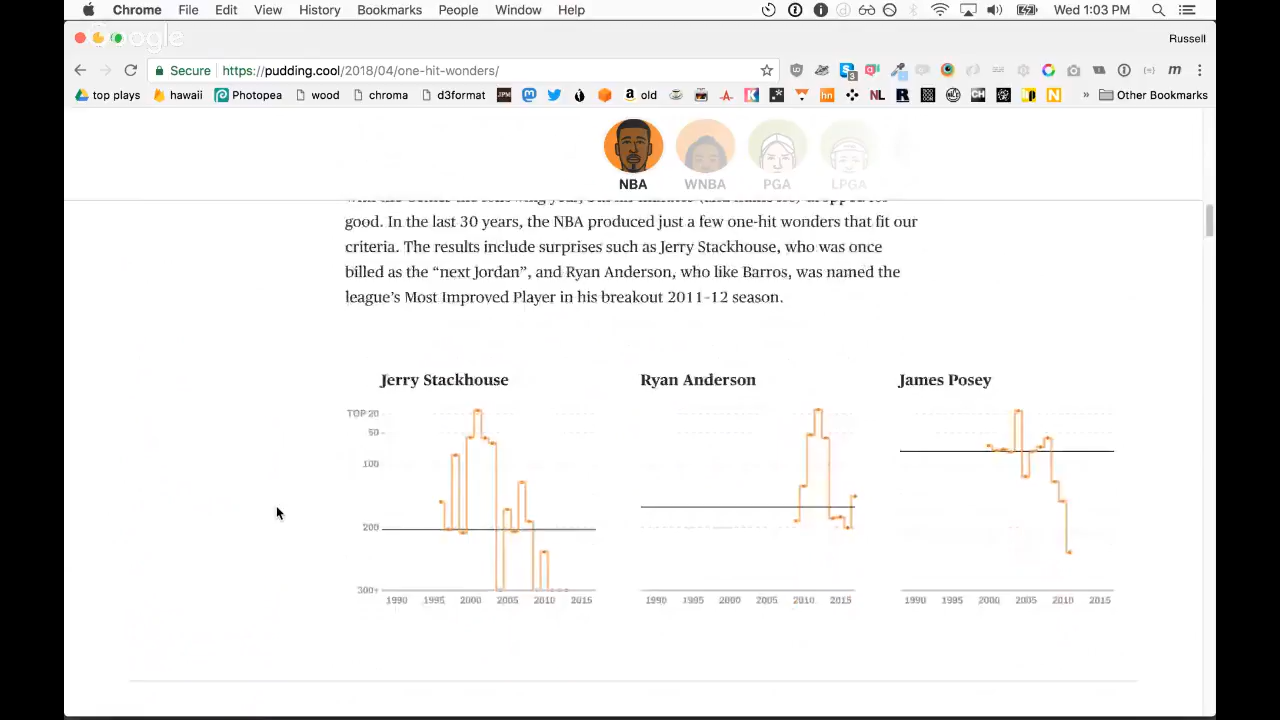 Chrome File Edit View History Bookmarks People Window Help Wed 1:03 PM
Google
Russell
Secure https://pudding.cool/2018/04/one-hit-wonders/
top plays hawaii Photopea wood chroma d3format old Other Bookmarks
NBA WNBA PGA LPGA
good. In the last 30 years, the NBA produced just a few one-hit wonders that fit our
criteria. The results include surprises such as Jerry Stackhouse, who was once
billed as the “next Jordan”, and Ryan Anderson, who like Barros, was named the
league’s Most Improved Player in his breakout 2011-12 season.
Jerry Stackhouse Ryan Anderson James Posey
TOP 20
50
100
200
300+
1990 1995 2000 2005 2010 2015 1990 1995 2000 2005 2010 2015 1990 1995 2000 2005 2010 2015